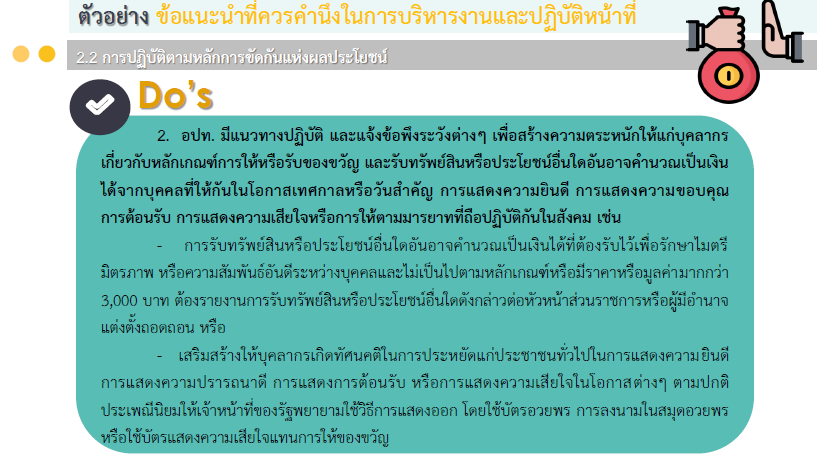 ตัวอย่าง ข้อแนะนำที่ควรคำนึงในการบริหารงานและปฏิบัติหน้าที่
2.2 การปฏิบัติตามหลักการขัดกันแห่งผลประโยชน์
Do's
2. อปท. มีแนวทางปฏิบัติ และแจ้งข้อพึงระวังต่างๆ เพื่อสร้างความตระหนักให้แก่บุคลากร
เกี่ยวกับหลักเกณฑ์การให้หรือรับของขวัญ และรับทรัพย์สินหรือประโยชน์อื่นใดอันอาจคำนวณเป็นเงิน
ได้จากบุคคลที่ให้กันในโอกาสเทศกาลหรือวันสำคัญ การแสดงความยินดี การแสดงความขอบคุณ
การต้อนรับ การแสดงความเสียใจหรือการให้ตามมารยาทที่ถือปฏิบัติกันในสังคม เช่น
- การรับทรัพย์สินหรือประโยชน์อื่นใดอันอาจคำนวณเป็นเงินได้ที่ต้องรับไว้เพื่อรักษาไมตรี
มิตรภาพ หรือความสัมพันธ์อันดีระหว่างบุคคลและไม่เป็นไปตามหลักเกณฑ์หรือมีราคาหรือมูลค่ามากกว่า
3,000 บาท ต้องรายงานการรับทรัพย์สินหรือประโยชน์อื่นใดดังกล่าวต่อหัวหน้าส่วนราชการหรือผู้มีอำนาจ
แต่งตั้งถอดถอน หรือ
- เสริมสร้างให้บุคลากรเกิดทัศนคติในการประหยัดแก่ประชาชนทั่วไปในการแสดงความยินดี
การแสดงความปรารถนาดี การแสดงการต้อนรับ หรือการแสดงความเสียใจในโอกาสต่างๆ ตามปกติ
ประเพณีนิยมให้เจ้าหน้าที่ของรัฐพยายามใช้วิธีการแสดงออก โดยใช้บัตรอวยพร การลงนามในสมุดอวยพร
หรือใช้บัตรแสดงความเสียใจแทนการให้ของขวัญ